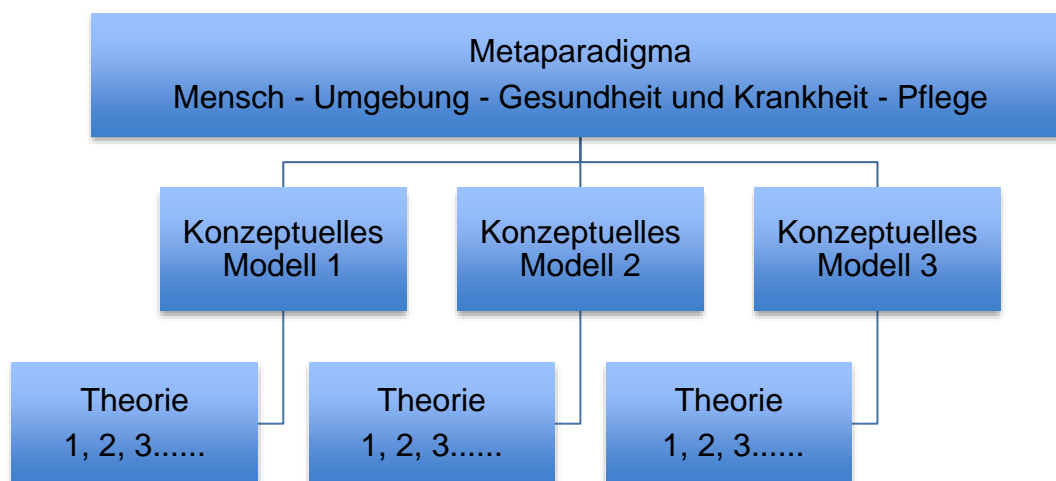 Metaparadigma
Mensch - Umgebung - Gesundheit und Krankheit - Pflege
Konzeptuelles
Modell 1
Konzeptuelles
Modell 2
Konzeptuelles
Modell 3
Theorie
1, 2, 3......
Theorie
1, 2, 3......
Theorie
1, 2, 3......